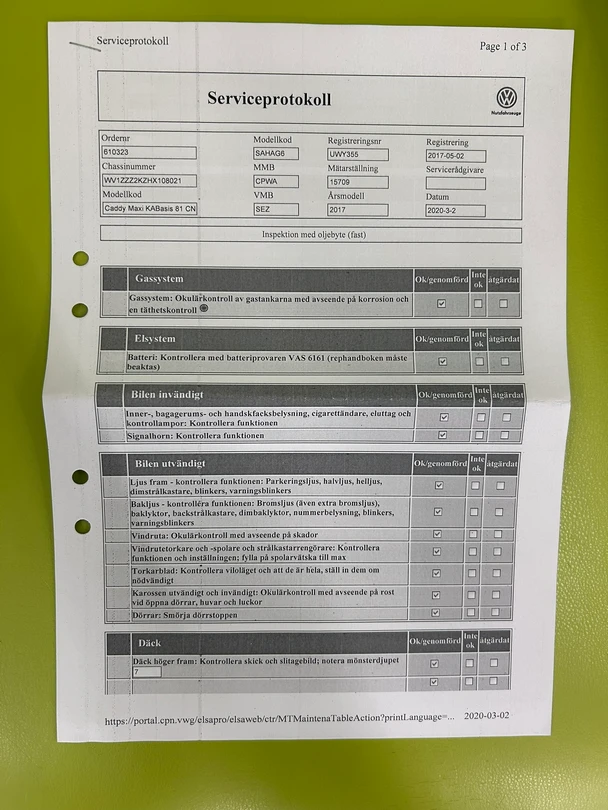 Serviceprotokoll
Page 1 of 3
Serviceprotokoll
Nutzfahrzeuge
Ordernr
610323
Modellkod
SAHAG6
Registreringsnr
UWY355
Registrering
2017-05-02
Chassinummer
WV1ZZZ2KZHX108021
MMB
CPWA
Mätarställning
15709
Servicerådgivare
Modellkod
Caddy Maxi KABasis 81 CN
VMB
SEZ
Årsmodell
2017
Datum
2020-3-2
Inspektion med oljebyte (fast)
Gassystem
Ok/genomförd
Inte
ok
åtgärdat
Gassystem: Okulärkontroll av gastankarna med avseende på korrosion och
en täthetskontroll
Elsystem
Ok/genomförd
Inte
ok
åtgärdat
Batteri: Kontrollera med batteriprovaren VAS 6161 (rephandboken måste
beaktas)
Bilen invändigt
Ok/genomförd
Inte
ok
åtgärdat
Inner-, bagagerums- och handskfacksbelysning, cigarettändare, eluttag och
kontrollampor: Kontrollera funktionen
Signalhorn: Kontrollera funktionen
Bilen utvändigt
Ok/genomförd
Inte
ok
åtgärdat
Ljus fram - kontrollera funktionen: Parkeringsljus, halvljus, helljus,
dimstrålkastare, blinkers, varningsblinkers
Bakljus - kontrollera funktionen: Bromsljus (även extra bromsljus),
baklyktor, backstrålkastare, dimbaklyktor, nummerbelysning, blinkers,
varningsblinkers
Vindruta: Okulärkontroll med avseende på skador
Vindrutetorkare och -spolare och strålkastarrengörare: Kontrollera
funktionen och inställningen; fylla på spolarvätska till max
Torkarblad: Kontrollera viloläget och att de är hela, ställ in dem om
nödvändigt
Karossen utvändigt och invändigt: Okulärkontroll med avseende på rost
vid öppna dörrar, huvar och luckor
Dörrar: Smörja dörrstoppen
Däck
Ok/genomförd
Inte
ok
åtgärdat
Däck höger fram: Kontrollera skick och slitagebild; notera mönsterdjupet
7
https://portal.cpn.vwg/elsapro/elsaweb/ctr/MTMaintenaTableAction?printLanguage=...
2020-03-02